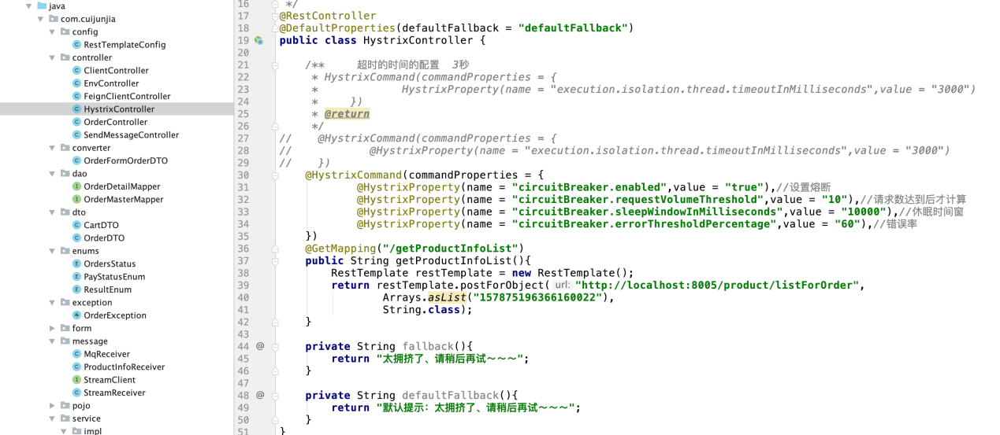 java
com.cuijunjia
config
RestTemplateConfig
controller
ClientController
EnvController
FeignClientController
HystrixController
OrderController
SendMessageController
converter
OrderFormOrderDTO
dao
OrderDetailMapper
OrderMasterMapper
dto
CartDTO
OrderDTO
enums
OrdersStatus
PayStatusEnum
ResultEnum
exception
OrderException
form
message
MqReceiver
ProductInfoReceiver
StreamClient
StreamReceiver
pojo
service
impl
16 */
17 @RestController
18 @DefaultProperties(defaultFallback = "defaultFallback")
19 public class HystrixController {
20
21 /** 超时的时间的配置 3秒
22 * HystrixCommand(commandProperties = {
23 * HystrixProperty(name = "execution.isolation.thread.timeoutInMilliseconds",value = "3000")
24 * })
25 * @return
26 */
27 // @HystrixCommand(commandProperties = {
28 // @HystrixProperty(name = "execution.isolation.thread.timeoutInMilliseconds",value = "3000")
29 // })
30 @HystrixCommand(commandProperties = {
31 @HystrixProperty(name = "circuitBreaker.enabled",value = "true"),//设置熔断
32 @HystrixProperty(name = "circuitBreaker.requestVolumeThreshold",value = "10"),//请求数达到后才计算
33 @HystrixProperty(name = "circuitBreaker.sleepWindowInMilliseconds",value = "10000"),//休眠时间窗
34 @HystrixProperty(name = "circuitBreaker.errorThresholdPercentage",value = "60"),//错误率
35 })
36 @GetMapping("/getProductInfoList")
37 public String getProductInfoList(){
38 RestTemplate restTemplate = new RestTemplate();
39 return restTemplate.postForObject( url: "http://localhost:8005/product/listForOrder",
40 Arrays.asList("157875196366160022"),
41 String.class);
42 }
43
44 @ private String fallback(){
45 return "太拥挤了、请稍后再试～～～";
46 }
47
48 @ private String defaultFallback(){
49 return "默认提示：太拥挤了、请稍后再试～～～";
50 }
51 }